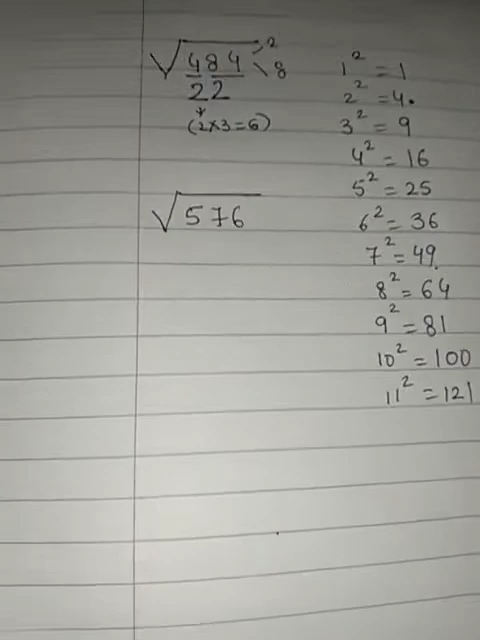 √484 2
8
22
(2×3=6)
√576
1² = 1
2² = 4.
3² = 9
4² = 16
5² = 25
6² = 36
7² = 49
8² = 64
9² = 81
10² = 100
11² = 121